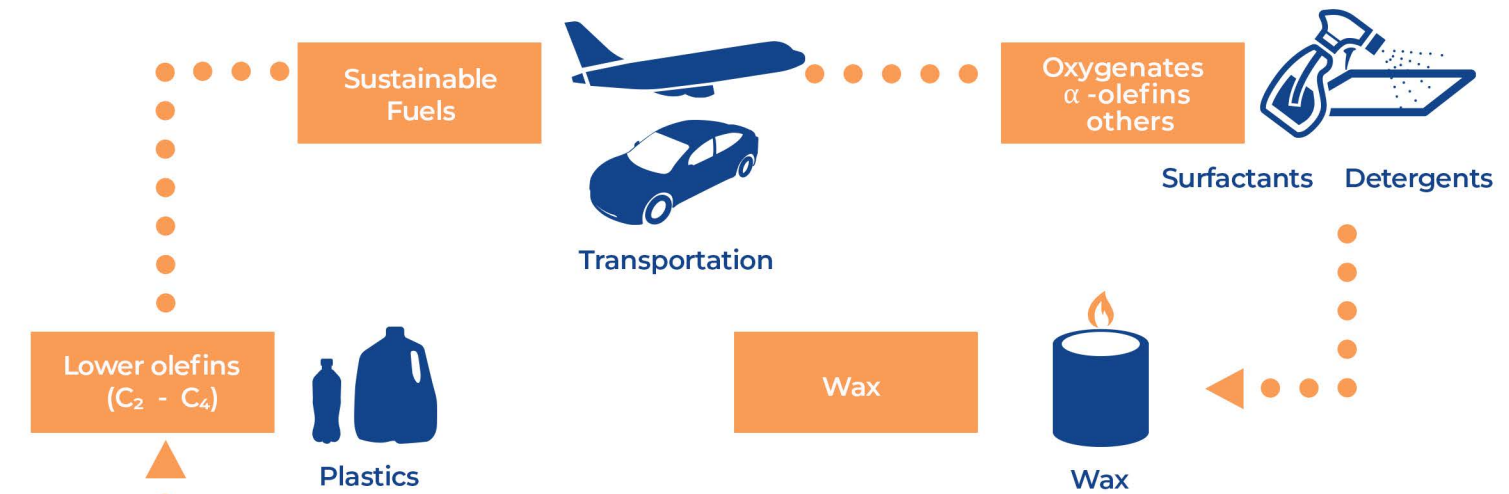 Sustainable
Fuels
Transportation
Oxygenates
α -olefins
others
Surfactants Detergents
Lower olefins
(C₂ - C₄)
Plastics
Wax
Wax